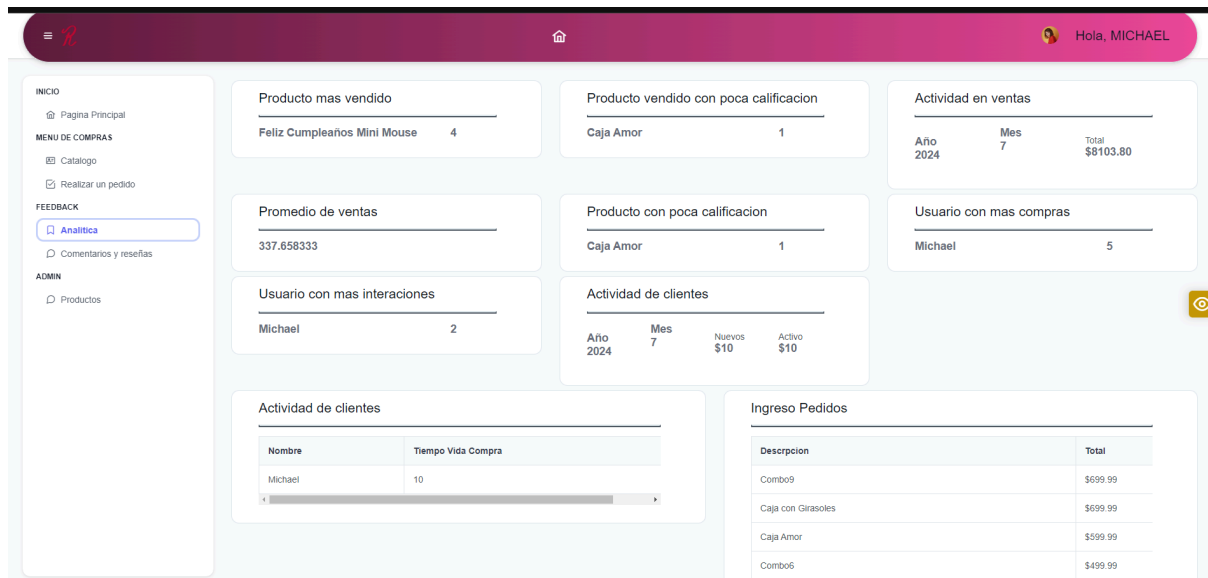 Hola, MICHAEL
INICIO
Pagina Principal
MENU DE COMPRAS
Catalogo
Realizar un pedido
FEEDBACK
Analitica
Comentarios y reseñas
ADMIN
Productos
Producto mas vendido
Feliz Cumpleaños Mini Mouse 4
Producto vendido con poca calificacion
Caja Amor 1
Actividad en ventas
Año Mes Total
2024 7 $8103.80
Promedio de ventas
337.658333
Producto con poca calificacion
Caja Amor 1
Usuario con mas compras
Michael 5
Usuario con mas interaciones
Michael 2
Actividad de clientes
Año Mes Nuevos Activo
2024 7 $10 $10
Actividad de clientes
Nombre Tiempo Vida Compra
Michael 10
Ingreso Pedidos
Descrpcion Total
Combo9 $699.99
Caja con Girasoles $699.99
Caja Amor $599.99
Combo6 $499.99